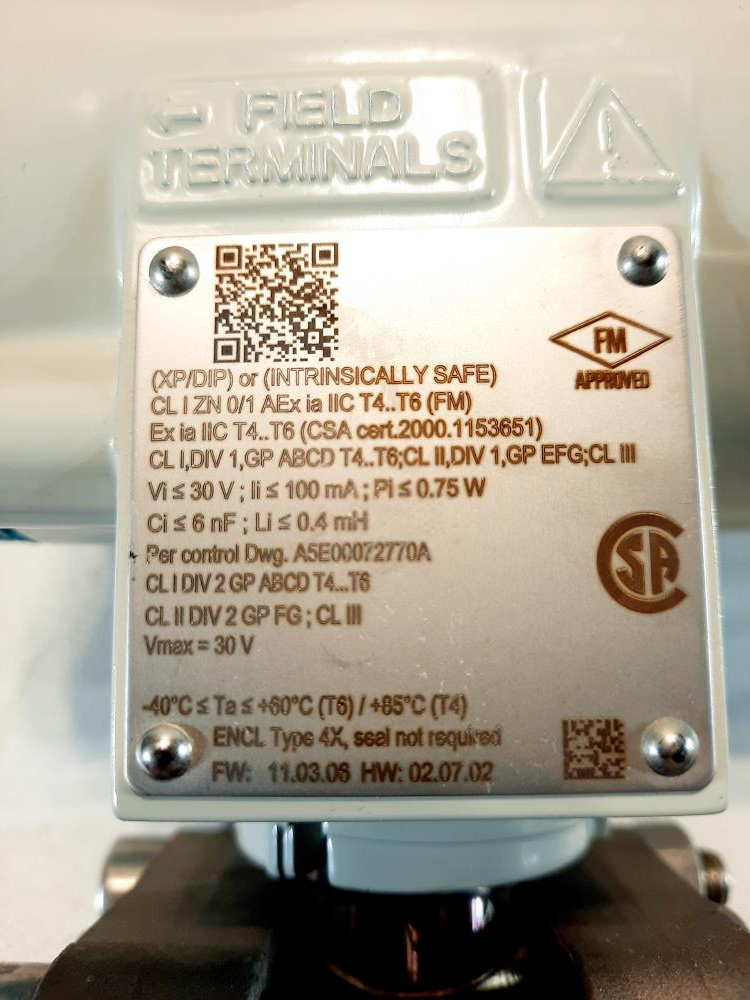 ← FIELD
TERMINALS
(XP/DIP) or (INTRINSICALLY SAFE)
FM
APPROVED
CL I ZN 0/1 AEx ia IIC T4..T6 (FM)
Ex ia IIC T4..T6 (CSA cert.2000.1153651)
CL I,DIV 1,GP ABCD T4..T6;CL II,DIV 1,GP EFG;CL III
Vi ≤ 30 V ; Ii ≤ 100 mA ; Pi ≤ 0.75 W
Ci ≤ 6 nF ; Li ≤ 0.4 mH
Per control Dwg. A5E00072770A
SA
CL I DIV 2 GP ABCD T4...T6
CL II DIV 2 GP FG ; CL III
Vmax = 30 V
-40°C ≤ Ta ≤ +60°C (T6) / +85°C (T4)
ENCL Type 4X, seal not required
FW: 11.03.06 HW: 02.07.02